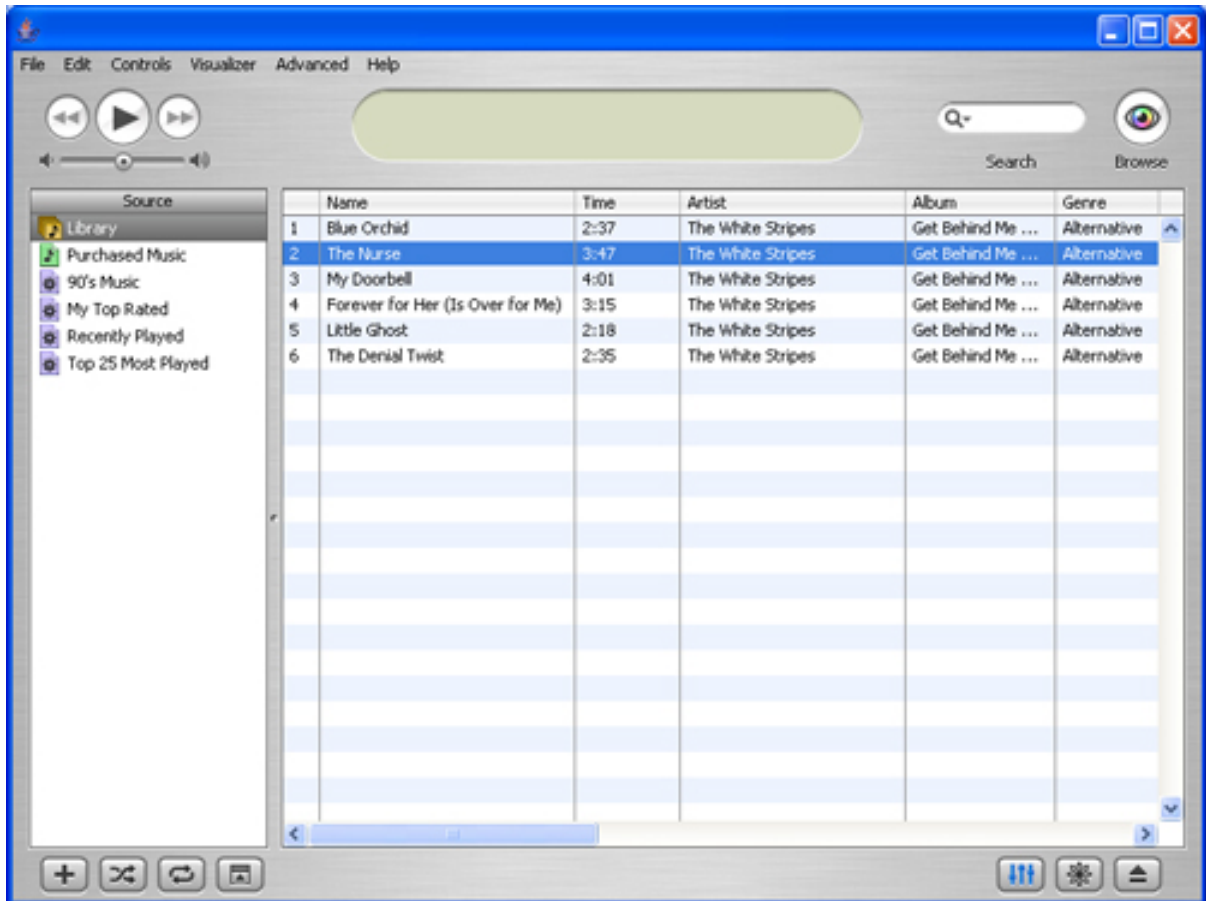 File Edit Controls Visualizer Advanced Help
Search
Browse
Source
Library
Purchased Music
90's Music
My Top Rated
Recently Played
Top 25 Most Played
Name Time Artist Album Genre
1 Blue Orchid 2:37 The White Stripes Get Behind Me ... Alternative
2 The Nurse 3:47 The White Stripes Get Behind Me ... Alternative
3 My Doorbell 4:01 The White Stripes Get Behind Me ... Alternative
4 Forever for Her (Is Over for Me) 3:15 The White Stripes Get Behind Me ... Alternative
5 Little Ghost 2:18 The White Stripes Get Behind Me ... Alternative
6 The Denial Twist 2:35 The White Stripes Get Behind Me ... Alternative